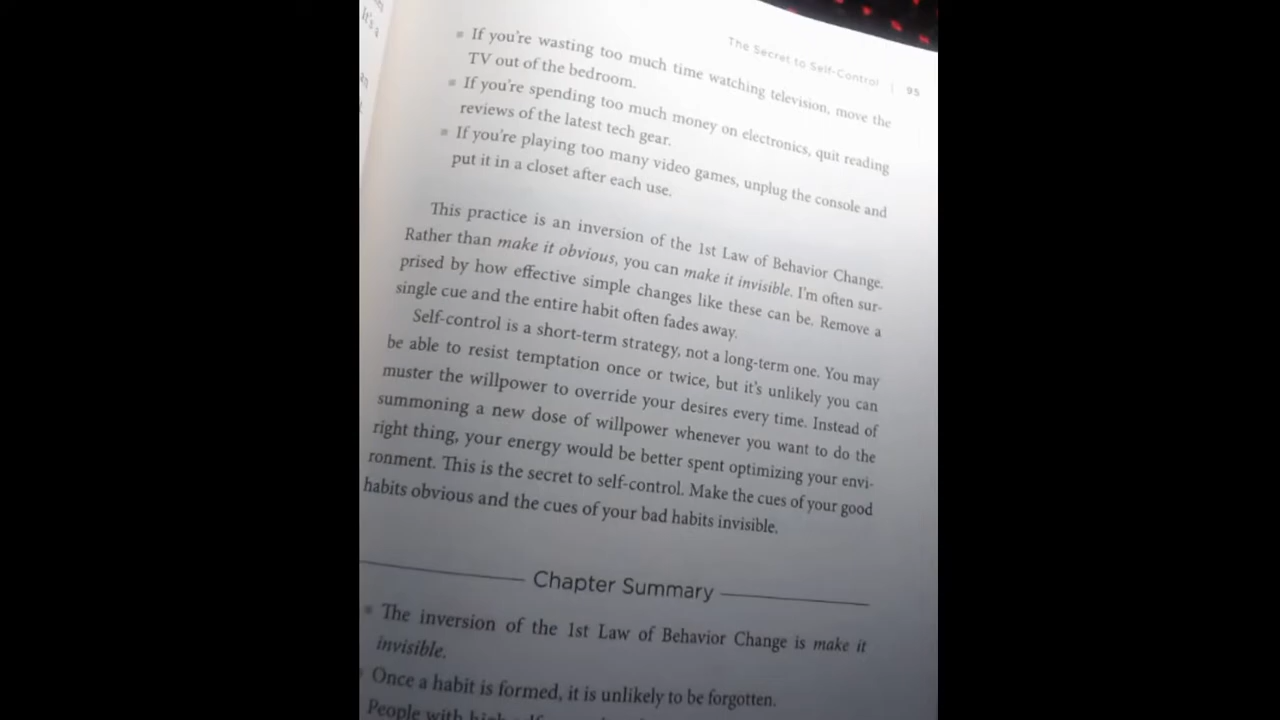 The Secret to Self-Control | 95
▪ If you're wasting too much time watching television, move the
TV out of the bedroom.
▪ If you're spending too much money on electronics, quit reading
reviews of the latest tech gear.
▪ If you're playing too many video games, unplug the console and
put it in a closet after each use.
This practice is an inversion of the 1st Law of Behavior Change.
Rather than make it obvious, you can make it invisible. I'm often sur-
prised by how effective simple changes like these can be. Remove a
single cue and the entire habit often fades away.
Self-control is a short-term strategy, not a long-term one. You may
be able to resist temptation once or twice, but it's unlikely you can
muster the willpower to override your desires every time. Instead of
summoning a new dose of willpower whenever you want to do the
right thing, your energy would be better spent optimizing your envi-
ronment. This is the secret to self-control. Make the cues of your good
habits obvious and the cues of your bad habits invisible.
Chapter Summary
▪ The inversion of the 1st Law of Behavior Change is make it
invisible.
Once a habit is formed, it is unlikely to be forgotten.
People with high